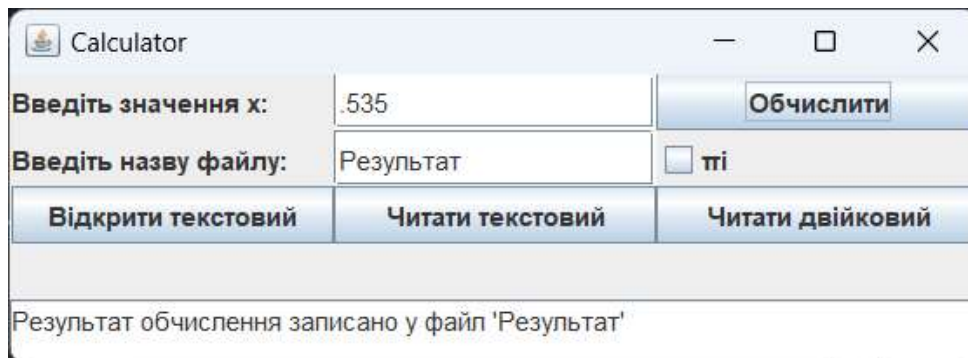 Calculator
Введіть значення x: .535 Обчислити
Введіть назву файлу: Результат πі
Відкрити текстовий Читати текстовий Читати двійковий
Результат обчислення записано у файл 'Результат'